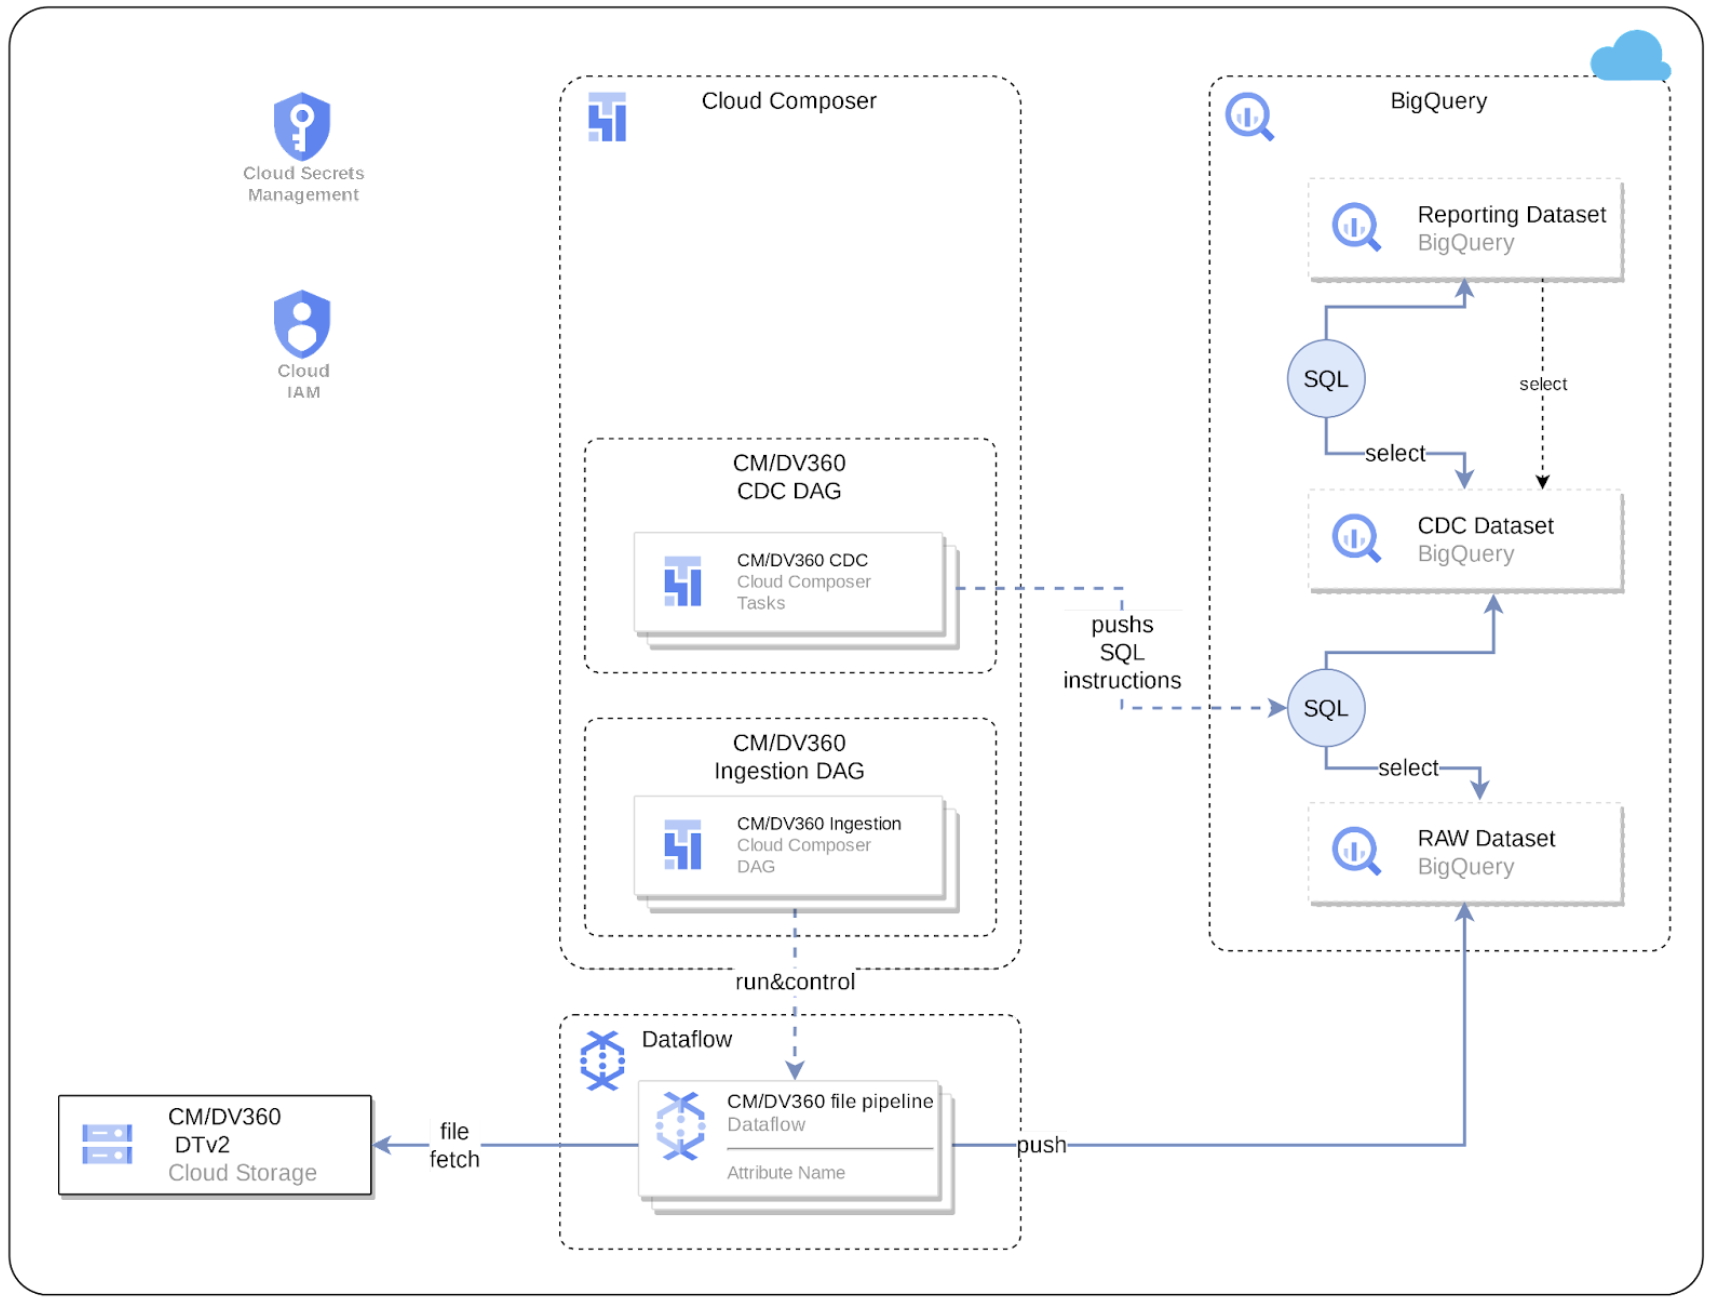 Cloud Secrets
Management
Cloud
IAM
Cloud Composer
CM/DV360
CDC DAG
CM/DV360 CDC
Cloud Composer
Tasks
CM/DV360
Ingestion DAG
CM/DV360 Ingestion
Cloud Composer
DAG
run&control
Dataflow
CM/DV360 file pipeline
Dataflow
Attribute Name
file
fetch
CM/DV360
DTv2
Cloud Storage
push
pushs
SQL
instructions
BigQuery
Reporting Dataset
BigQuery
SQL
select
select
CDC Dataset
BigQuery
SQL
select
RAW Dataset
BigQuery